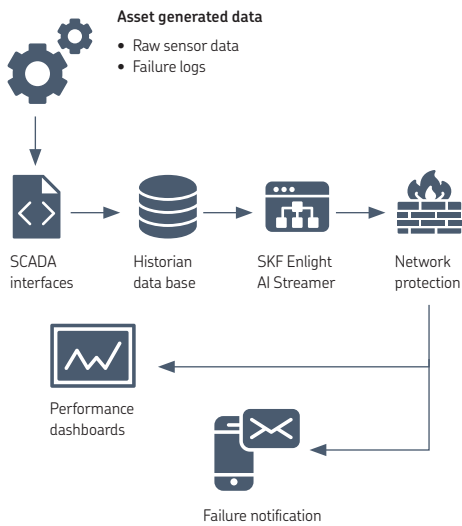 Asset generated data
• Raw sensor data
• Failure logs
SCADA
interfaces
Historian
data base
SKF Enlight
AI Streamer
Network
protection
Performance
dashboards
Failure notification